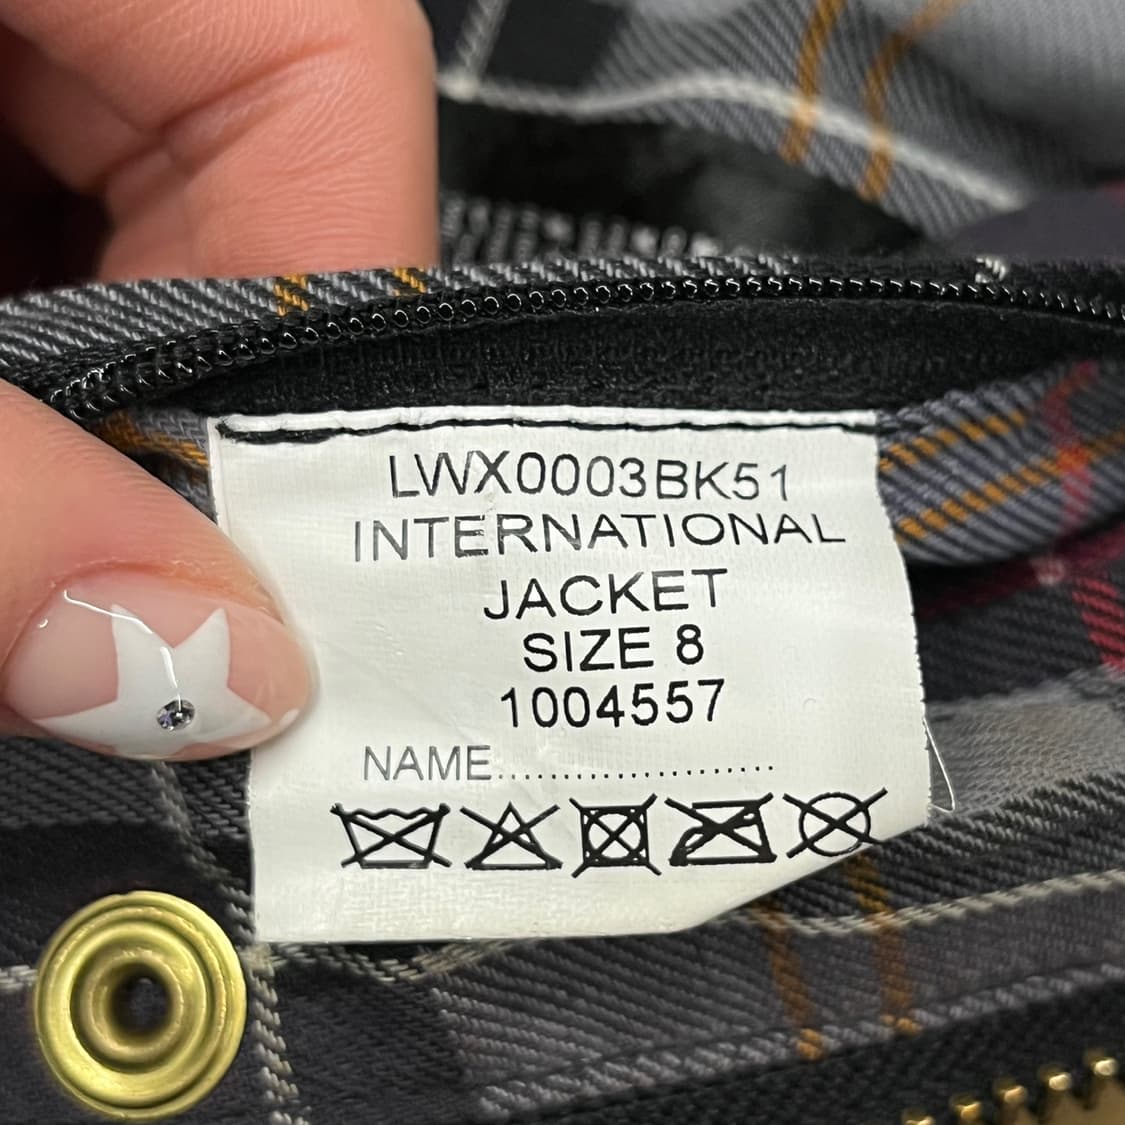 LWX0003BK51
INTERNATIONAL
JACKET
SIZE 8
1004557
NAME.....................